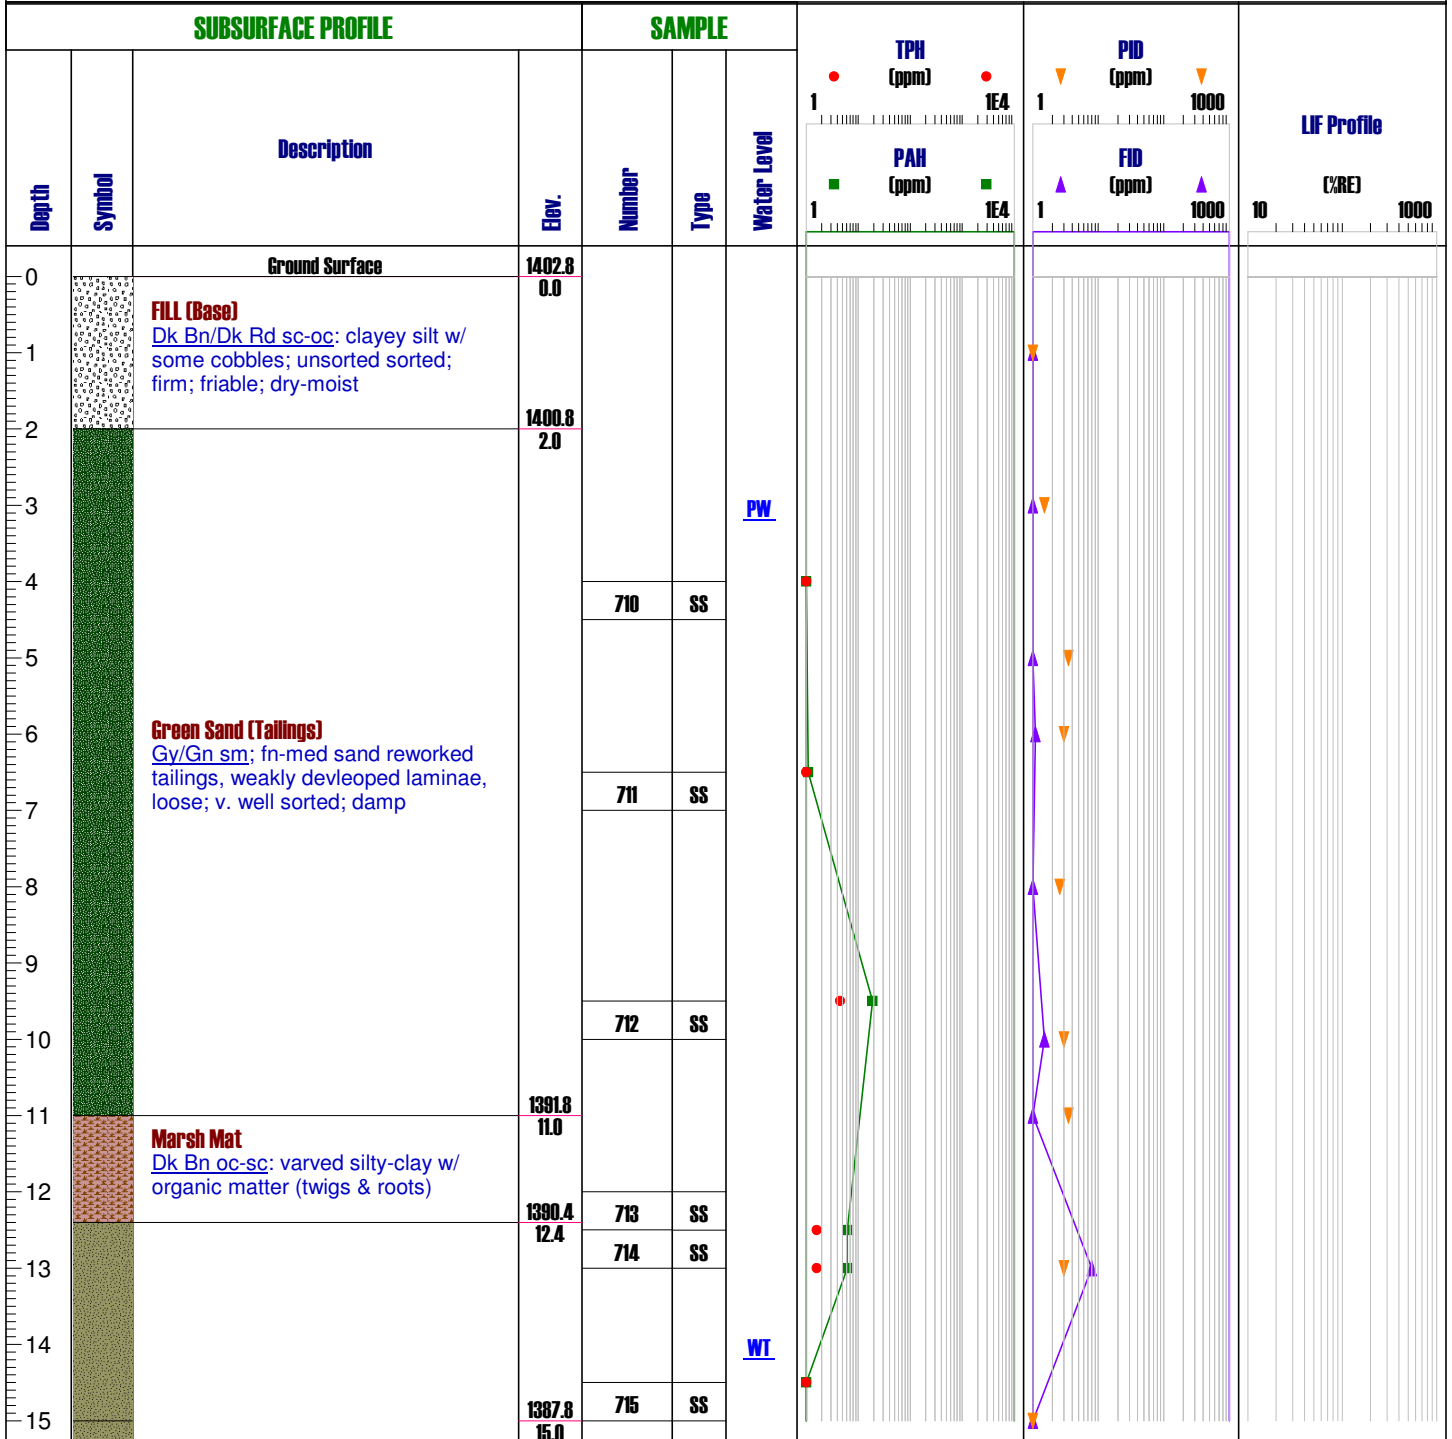 SUBSURFACE PROFILE
SAMPLE
Depth
Symbol
Description
Elev.
Number
Type
Water Level
TPH
(ppm)
1 1E4
PAH
(ppm)
1 1E4
PID
(ppm)
1 1000
FID
(ppm)
1 1000
LIF Profile
(%RE)
10 1000
0
Ground Surface
1402.8
0.0
FILL (Base)
Dk Bn/Dk Rd sc-oc: clayey silt w/
some cobbles; unsorted sorted;
firm; friable; dry-moist
1
1400.8
2
2.0
3
PW
4
710 SS
5
6
Green Sand (Tailings)
Gy/Gn sm; fn-med sand reworked
tailings, weakly devleoped laminae,
loose; v. well sorted; damp
711 SS
7
8
9
712 SS
10
1391.8
11
11.0
Marsh Mat
Dk Bn oc-sc: varved silty-clay w/
organic matter (twigs & roots)
12
1390.4
713 SS
12.4
714 SS
13
14
WT
1387.8
715 SS
15
15.0